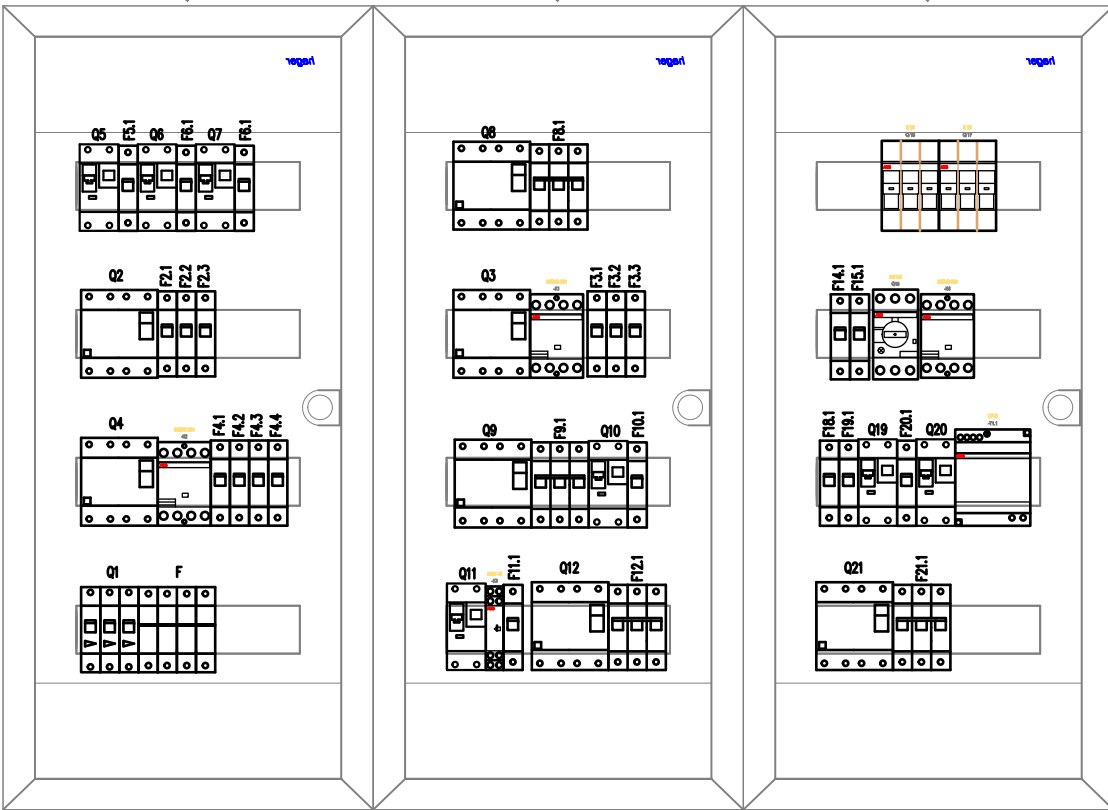 hager
hager
hager
Q5 F5.1 Q6 F6.1 Q7 F6.1
Q8 F8.1
Q2 F2.1 F2.2 F2.3
Q3 F3.1 F3.2 F3.3
F14.1 F15.1
Q4 F4.1 F4.2 F4.3 F4.4
Q9 F9.1 Q10 F10.1
F18.1 F19.1 Q19 F20.1 Q20
Q1 F
Q11 F11.1 Q12 F12.1
Q21 F21.1